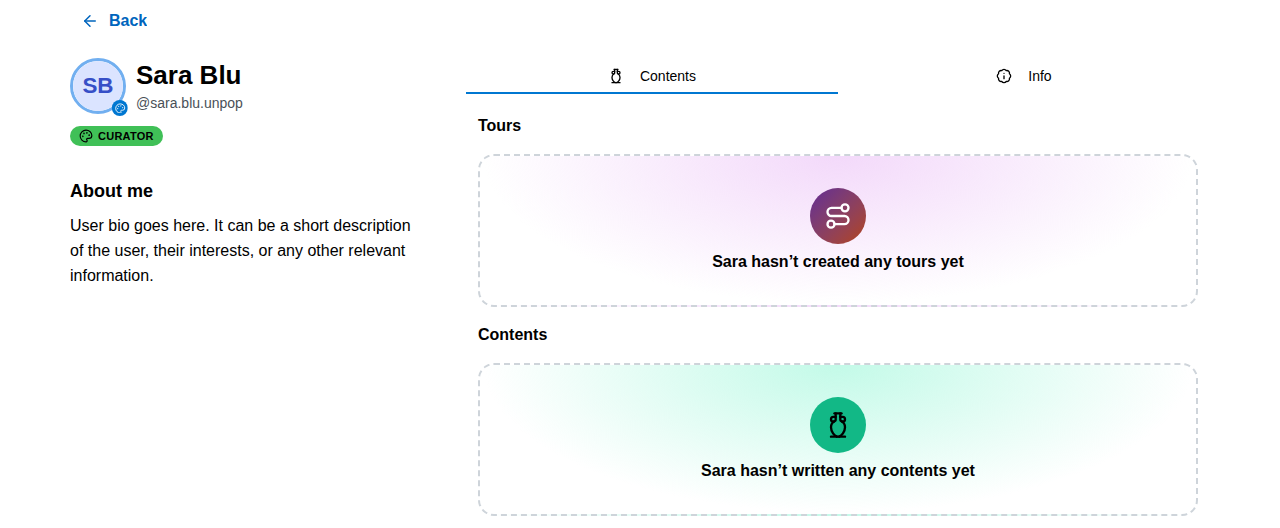 Back
SB
Sara Blu
@sara.blu.unpop
CURATOR
About me
User bio goes here. It can be a short description
of the user, their interests, or any other relevant
information.
Contents
Info
Tours
Sara hasn’t created any tours yet
Contents
Sara hasn’t written any contents yet